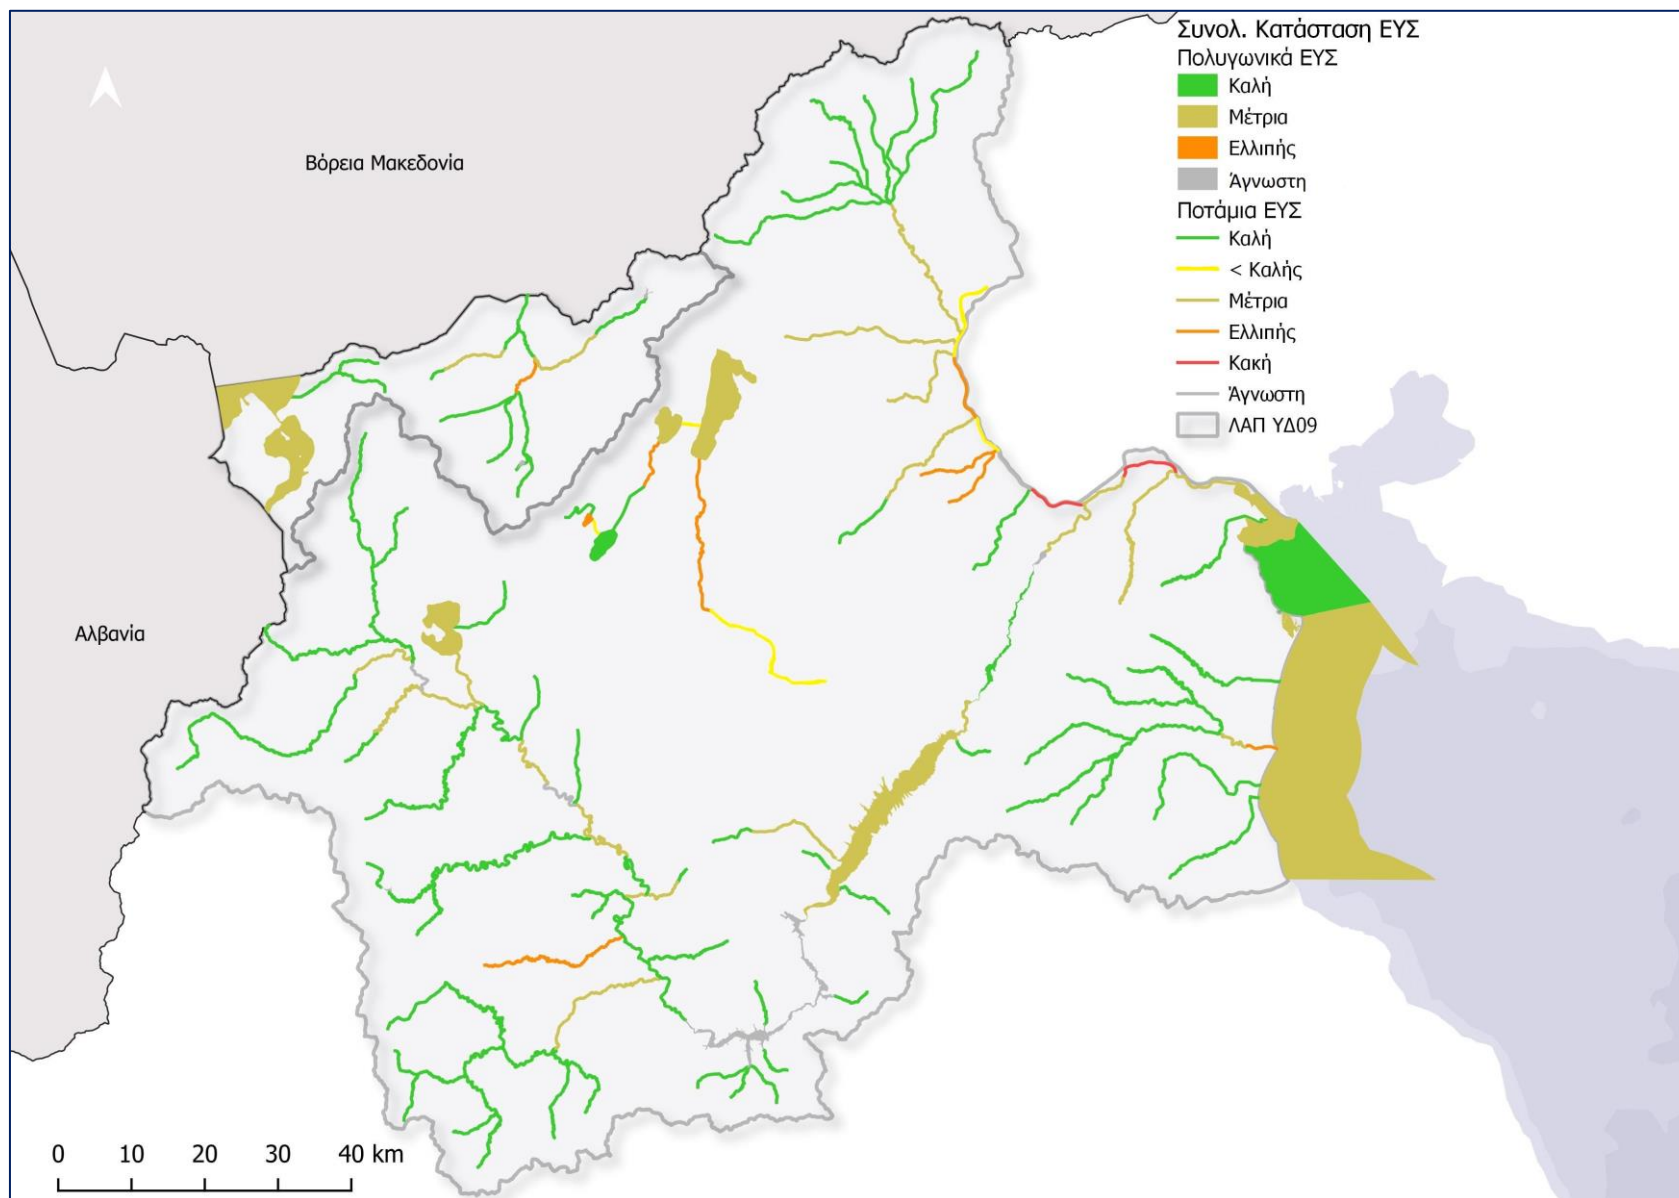 Συνολ. Κατάσταση ΕΥΣ
Πολυγωνικά ΕΥΣ
Καλή
Μέτρια
Ελλιπής
Άγνωστη
Ποτάμια ΕΥΣ
Καλή
< Καλής
Μέτρια
Ελλιπής
Κακή
Άγνωστη
ΛΑΠ ΥΔ09
Βόρεια Μακεδονία
Αλβανία
0 10 20 30 40 km